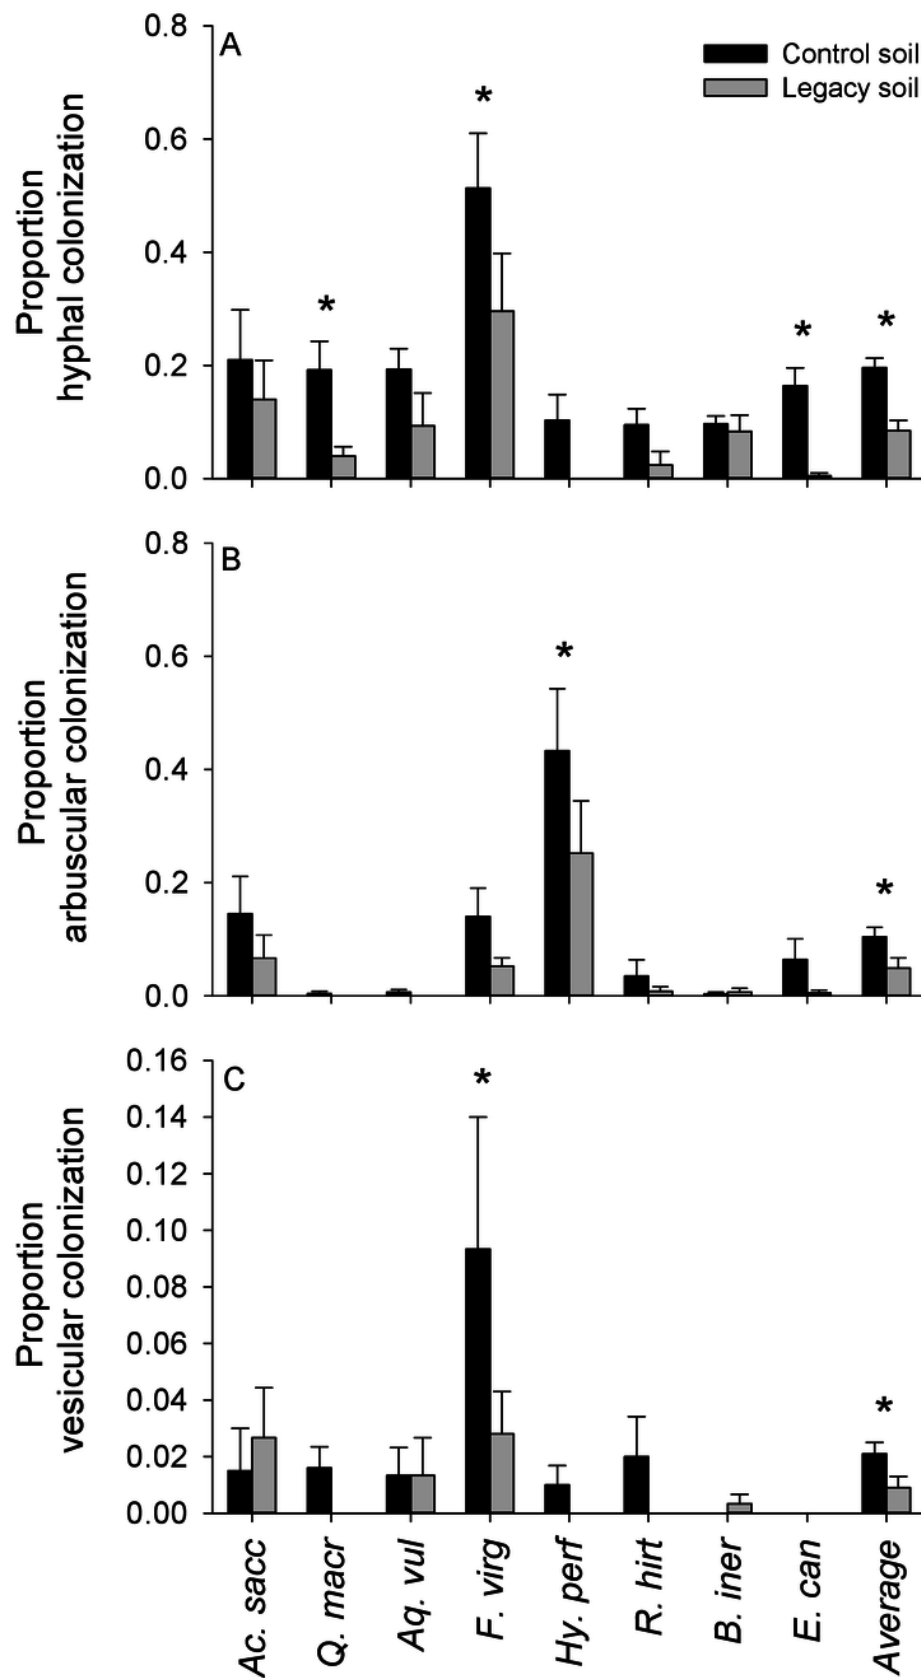 A
Control soil
Legacy soil
Proportion
hyphal colonization
0.8
0.6
0.4
0.2
0.0
*
*
*
*
B
Proportion
arbuscular colonization
0.8
0.6
0.4
0.2
0.0
*
*
C
Proportion
vesicular colonization
0.16
0.14
0.12
0.10
0.08
0.06
0.04
0.02
0.00
*
*
Ac. sacc
Q. macr
Aq. vul
F. virg
Hy. perf
R. hirt
B. iner
E. can
Average